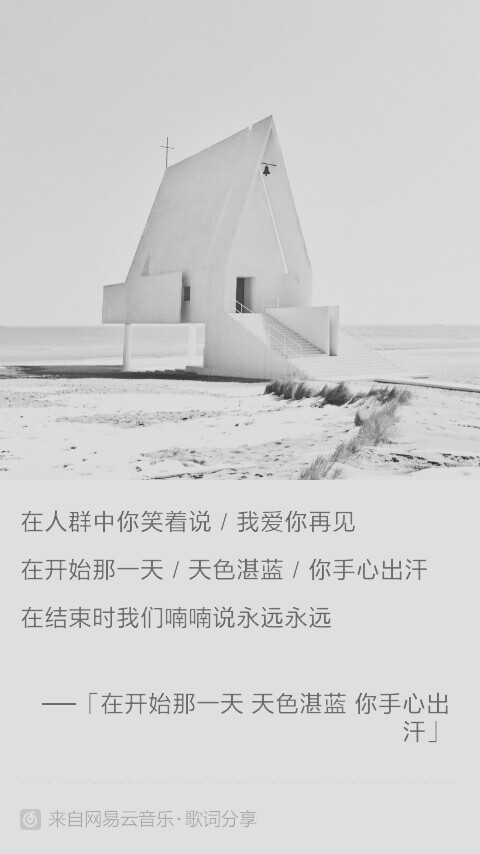 在人群中你笑着说 / 我爱你再见
在开始那一天 / 天色湛蓝 / 你手心出汗
在结束时我们喃喃说永远永远
──「在开始那一天 天色湛蓝 你手心出
汗」
来自网易云音乐·歌词分享